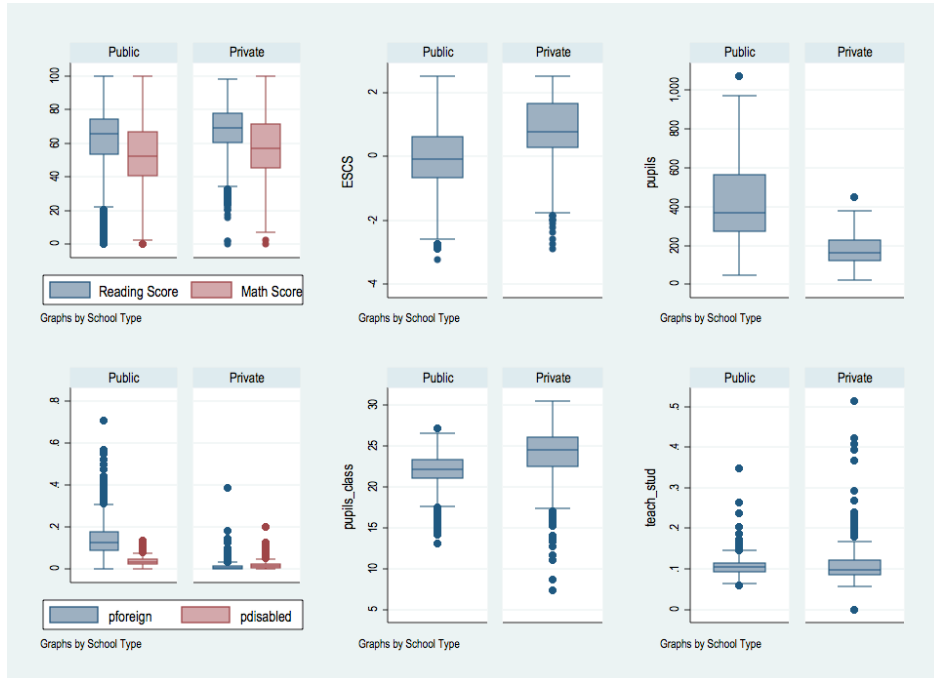 Public Private
100
80
60
40
20
0
Reading Score Math Score
Graphs by School Type
Public Private
ESCS
2
0
-2
-4
Graphs by School Type
Public Private
pupils
1,000
800
600
400
200
0
Graphs by School Type
Public Private
.8
.6
.4
.2
0
pforeign pdisabled
Graphs by School Type
Public Private
pupils_class
30
25
20
15
10
5
Graphs by School Type
Public Private
teach_stud
.5
.4
.3
.2
.1
0
Graphs by School Type